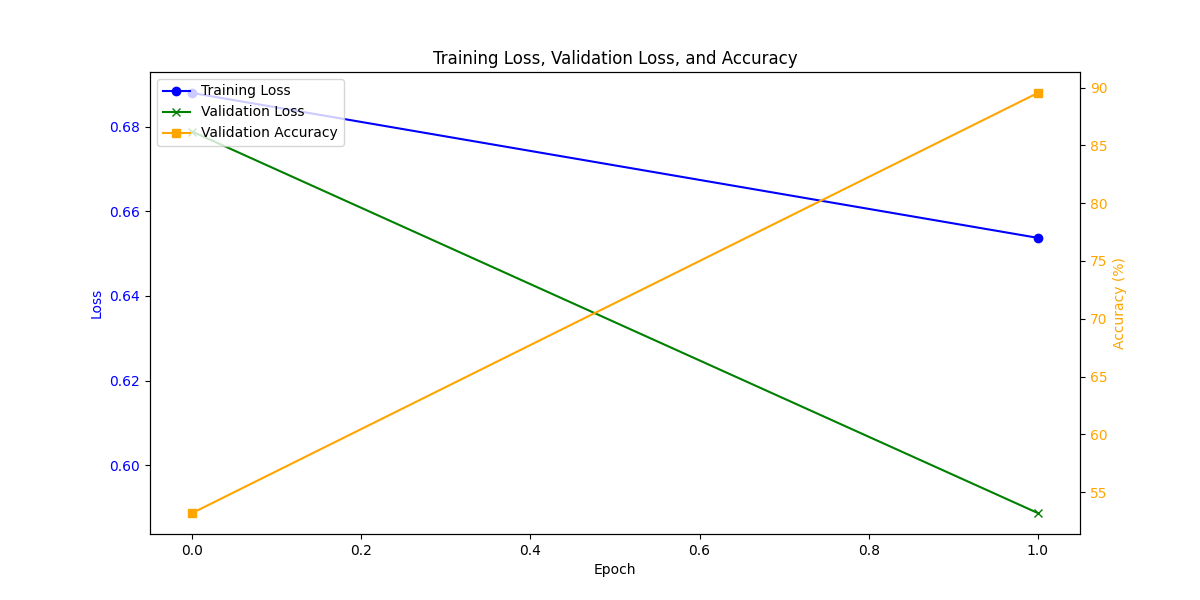 Training Loss, Validation Loss, and Accuracy
Training Loss
Validation Loss
Validation Accuracy
Loss
0.68
0.66
0.64
0.62
0.60
90
85
80
75
70
65
60
55
Accuracy (%)
0.0 0.2 0.4 0.6 0.8 1.0
Epoch